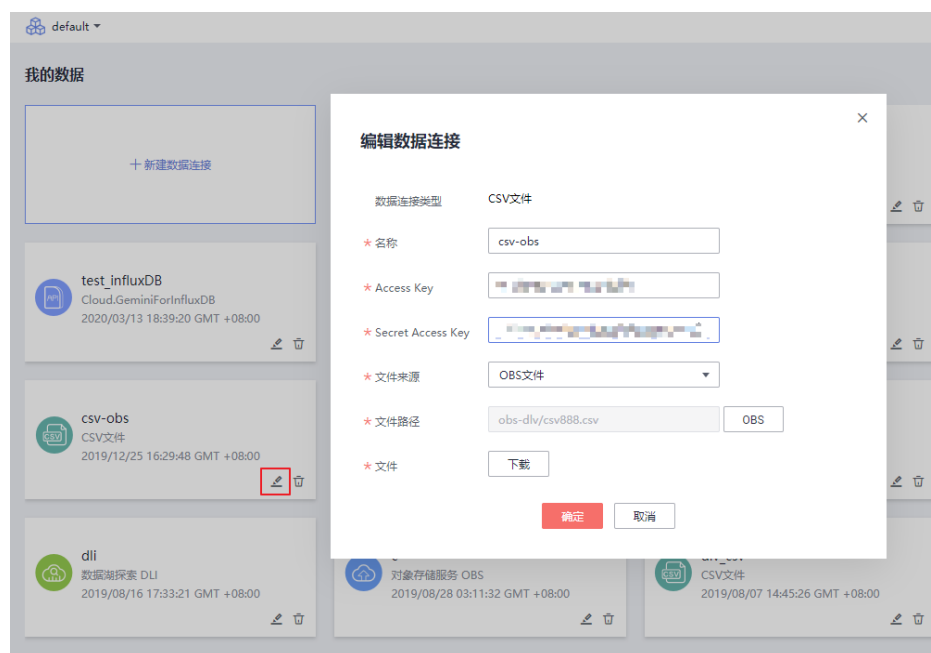 default
我的数据
+ 新建数据连接
test_influxDB
Cloud.GeminiForInfluxDB
2020/03/13 18:39:20 GMT +08:00
csv-obs
CSV文件
2019/12/25 16:29:48 GMT +08:00
dli
数据湖探索 DLI
2019/08/16 17:33:21 GMT +08:00
对象存储服务 OBS
2019/08/28 03:11:32 GMT +08:00
CSV文件
2019/08/07 14:45:26 GMT +08:00
编辑数据连接
数据连接类型 CSV文件
* 名称 csv-obs
* Access Key
* Secret Access Key
* 文件来源 OBS文件
* 文件路径 obs-dlv/csv888.csv OBS
* 文件 下载
确定 取消